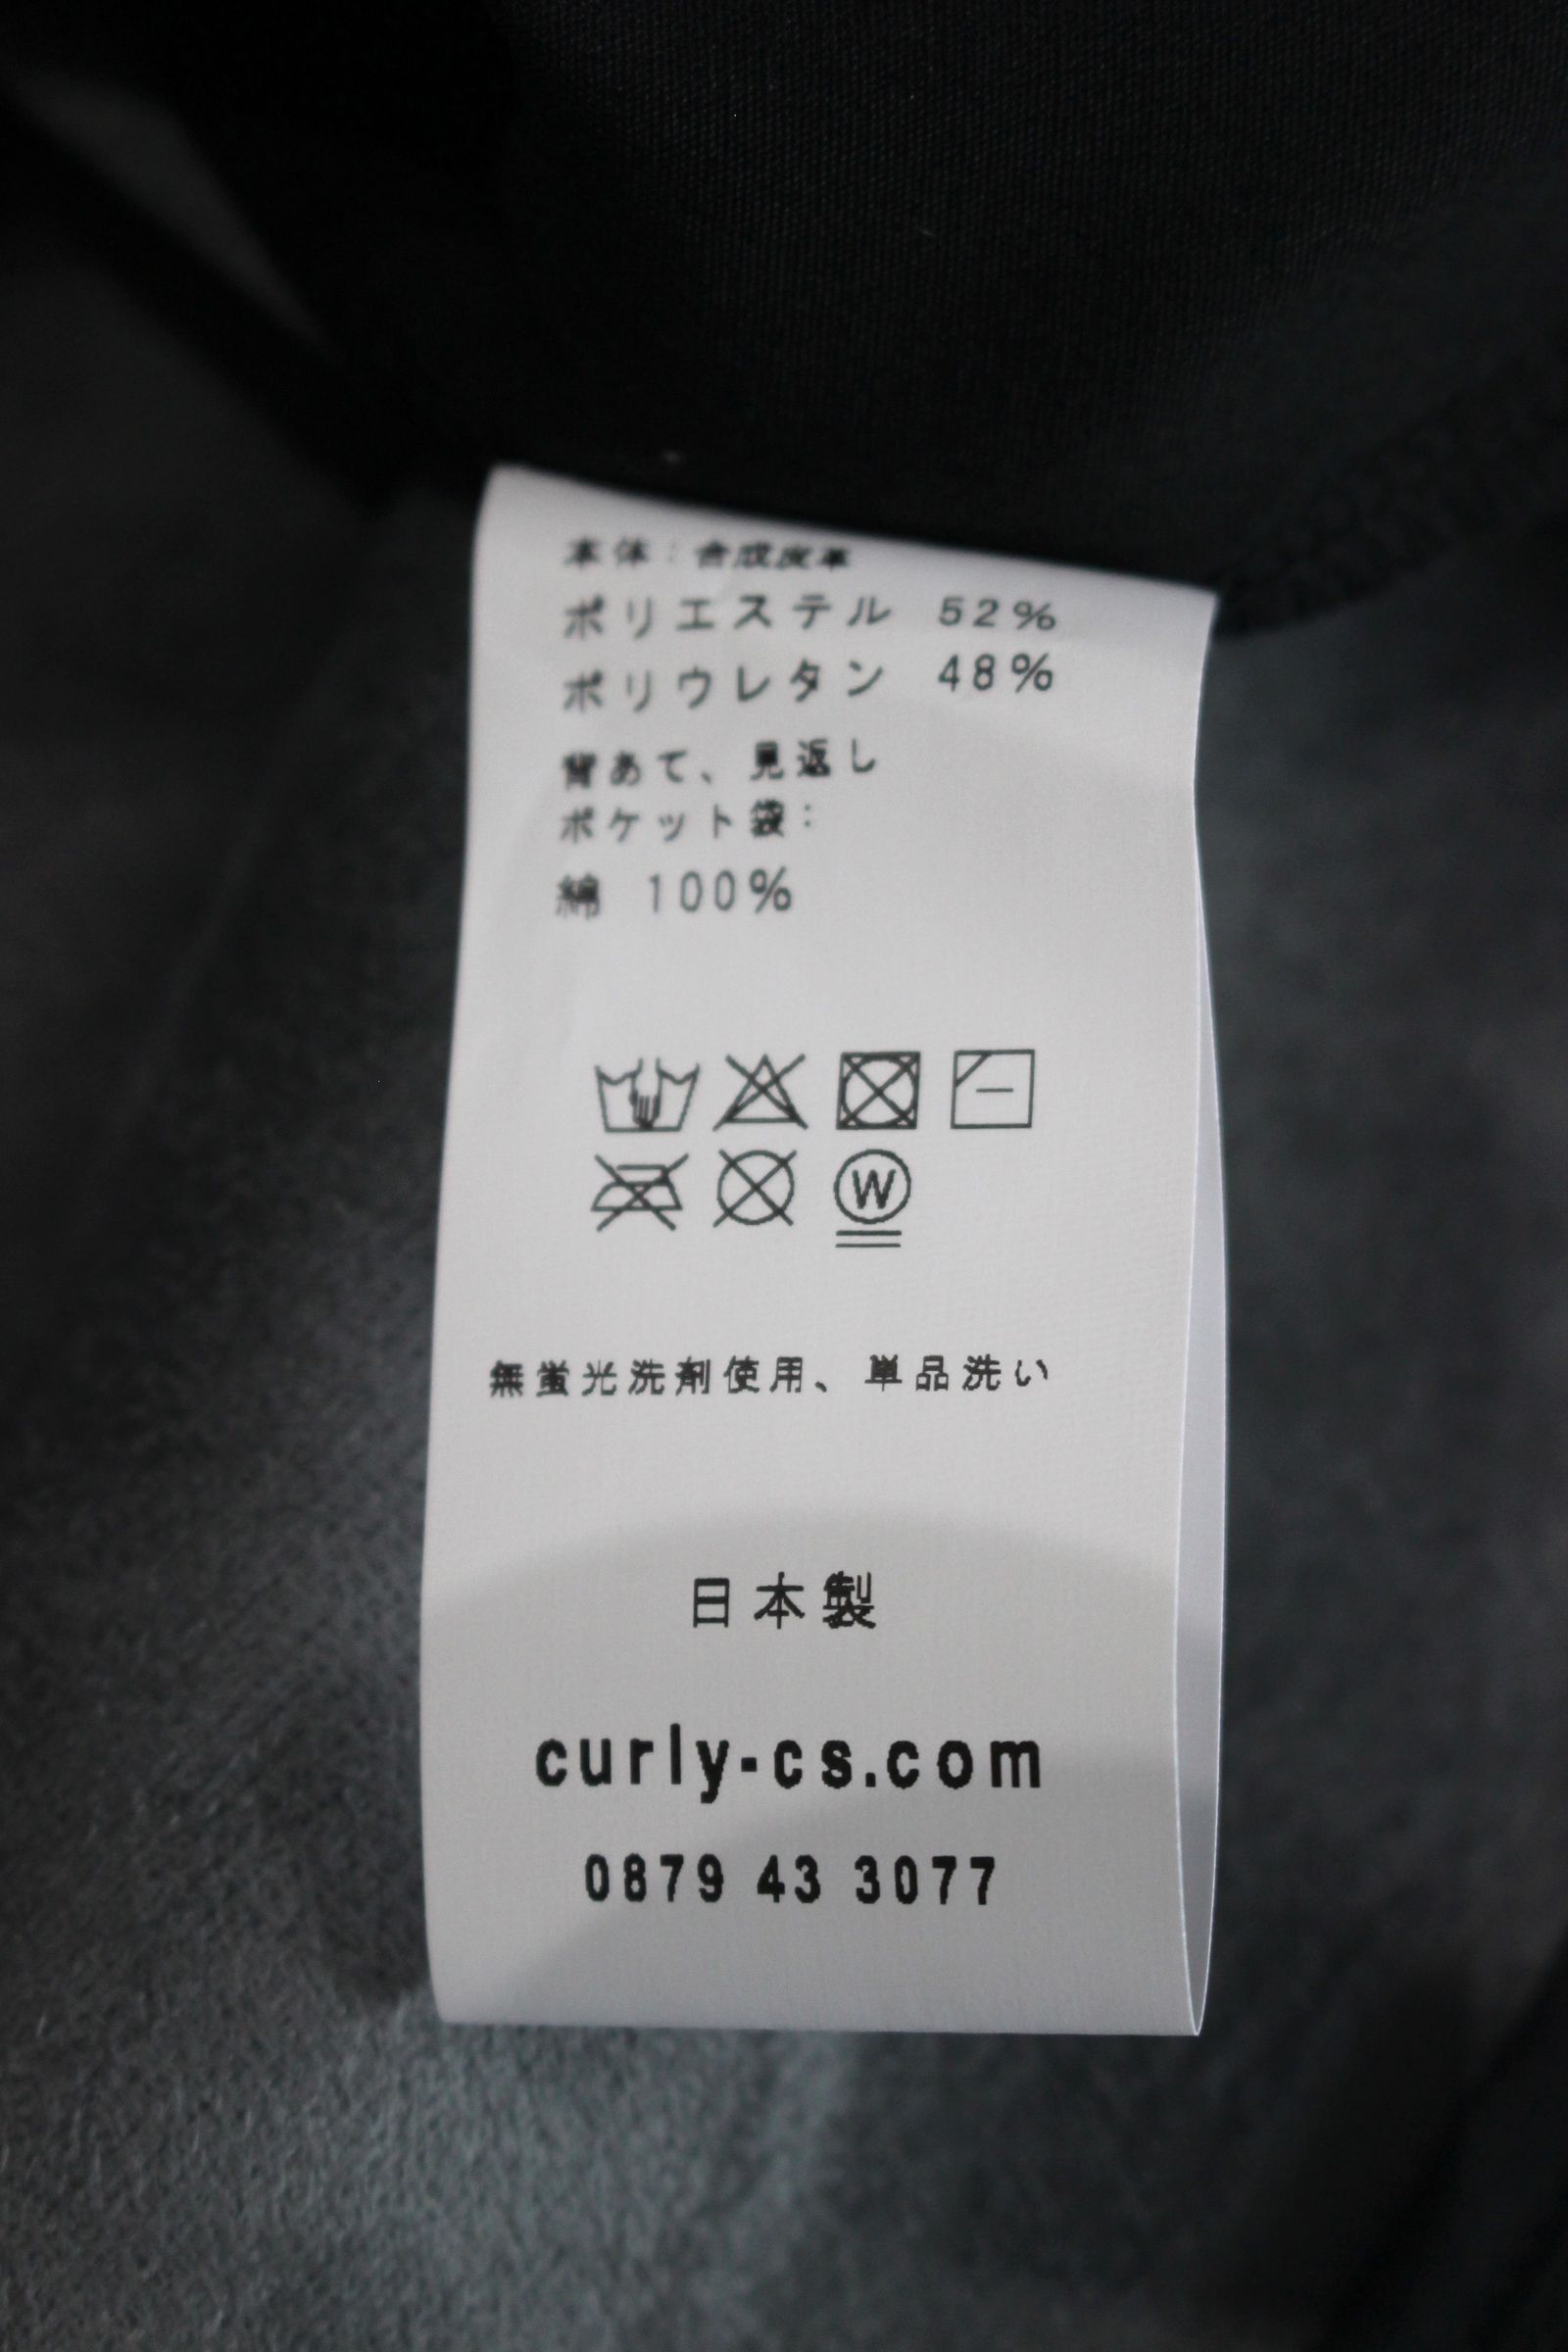 本体：合成皮革
ポリエステル 52%
ポリウレタン 48%
背あて、見返し
ポケット袋：
綿 100%
W
無蛍光洗剤使用、単品洗い
日本製
curly-cs.com
0879 43 3077